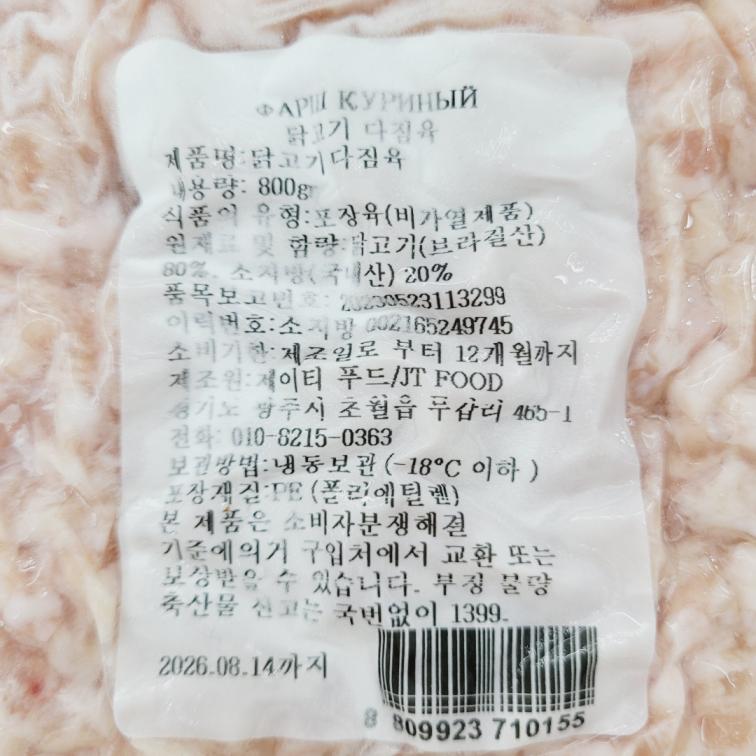 ФАРШ КУРИНЫЙ
닭고기 다짐육
제품명:닭고기다짐육
내용량: 800g
식품의 유형:포장육(비가열제품)
원재료 및 함량:닭고기(브라질산)
80%. 소지방(국내산) 20%
품목보고번호: 20230523113299
이력번호:소지방 002165249745
소비기한:제조일로 부터 12개월까지
제조원:제이티 푸드/JT FOOD
경기도 광주시 초월읍 무갑리 465-1
전화: 010-8215-0363
보관방법:냉동보관 (-18°C 이하)
포장재질:PE (폴리에틸렌)
본 제품은 소비자분쟁해결
기준에의거 구입처에서 교환 또는
보상받을 수 있습니다. 부정 불량
축산물 신고는 국번없이 1399.
2026.08.14까지
8 809923 710155